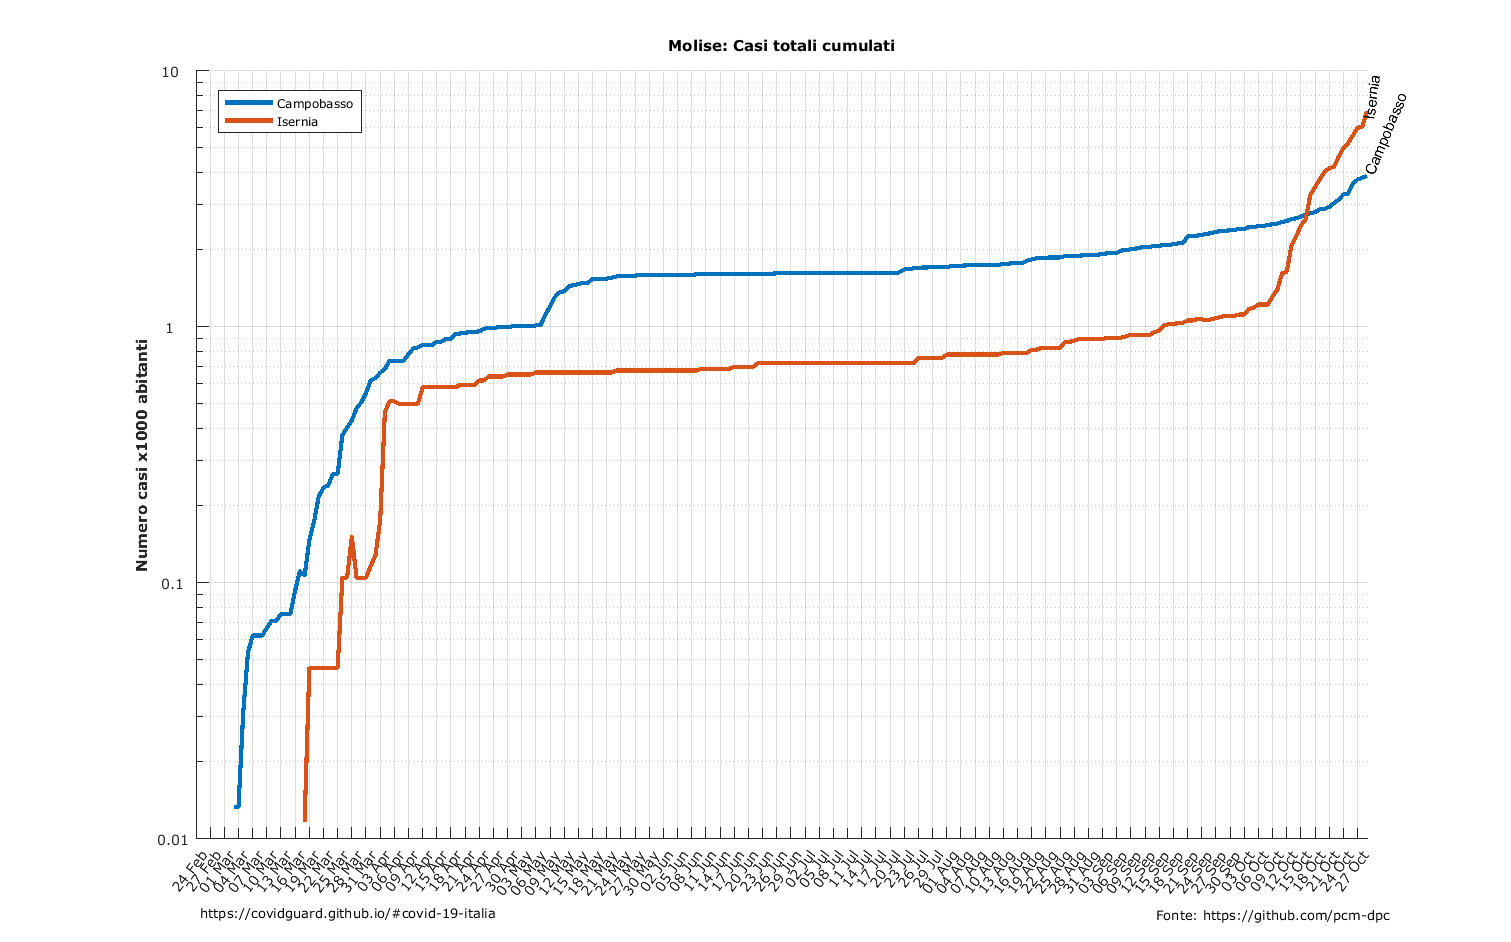 Molise: Casi totali cumulati
Isernia
Campobasso
Campobasso
Isernia
Numero casi x1000 abitanti
10
1
0.1
0.01
24 Feb
27 Feb
01 Mar
04 Mar
07 Mar
10 Mar
13 Mar
16 Mar
19 Mar
22 Mar
25 Mar
28 Mar
31 Mar
03 Apr
06 Apr
09 Apr
12 Apr
15 Apr
18 Apr
21 Apr
24 Apr
27 Apr
30 Apr
03 May
06 May
09 May
12 May
15 May
18 May
21 May
24 May
27 May
30 May
02 Jun
05 Jun
08 Jun
11 Jun
14 Jun
17 Jun
20 Jun
23 Jun
26 Jun
29 Jun
02 Jul
05 Jul
08 Jul
11 Jul
14 Jul
17 Jul
20 Jul
23 Jul
26 Jul
29 Jul
01 Aug
04 Aug
07 Aug
10 Aug
13 Aug
16 Aug
19 Aug
22 Aug
25 Aug
28 Aug
31 Aug
03 Sep
06 Sep
09 Sep
12 Sep
15 Sep
18 Sep
21 Sep
24 Sep
27 Sep
30 Sep
03 Oct
06 Oct
09 Oct
12 Oct
15 Oct
18 Oct
21 Oct
24 Oct
27 Oct
https://covidguard.github.io/#covid-19-italia
Fonte: https://github.com/pcm-dpc